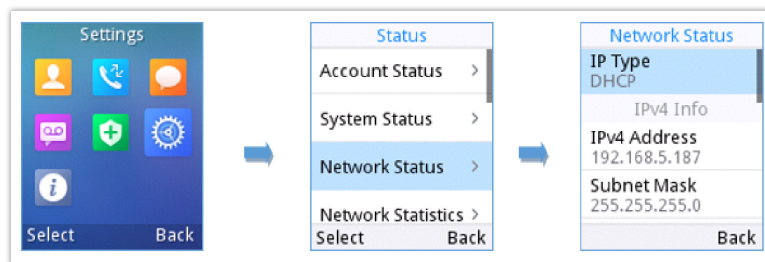 Settings
Select Back
Status
Account Status
System Status
Network Status
Network Statistics
Select Back
Network Status
IP Type
DHCP
IPv4 Info
IPv4 Address
192.168.5.187
Subnet Mask
255.255.255.0
Back